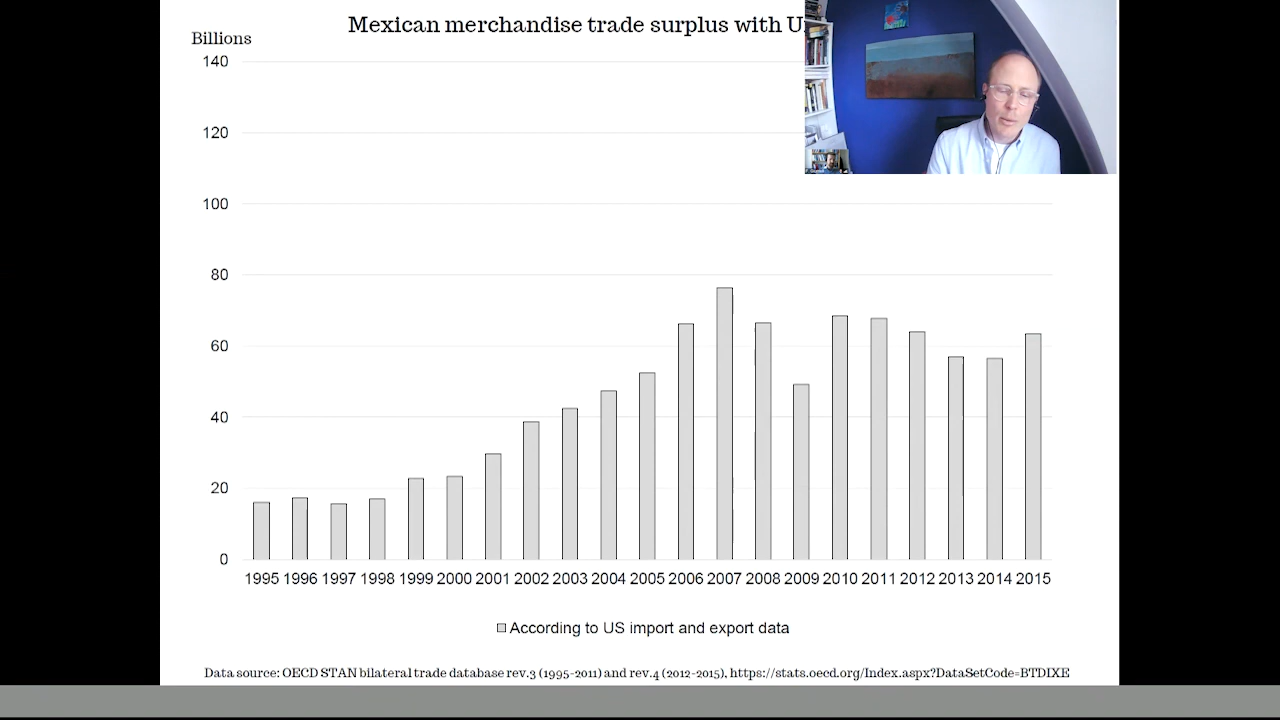 Mexican merchandise trade surplus with U
Billions
140
120
100
80
60
40
20
0
1995 1996 1997 1998 1999 2000 2001 2002 2003 2004 2005 2006 2007 2008 2009 2010 2011 2012 2013 2014 2015
According to US import and export data
Data source: OECD STAN bilateral trade database rev.3 (1995-2011) and rev.4 (2012-2015), https://stats.oecd.org/Index.aspx?DataSetCode=BTDIXE